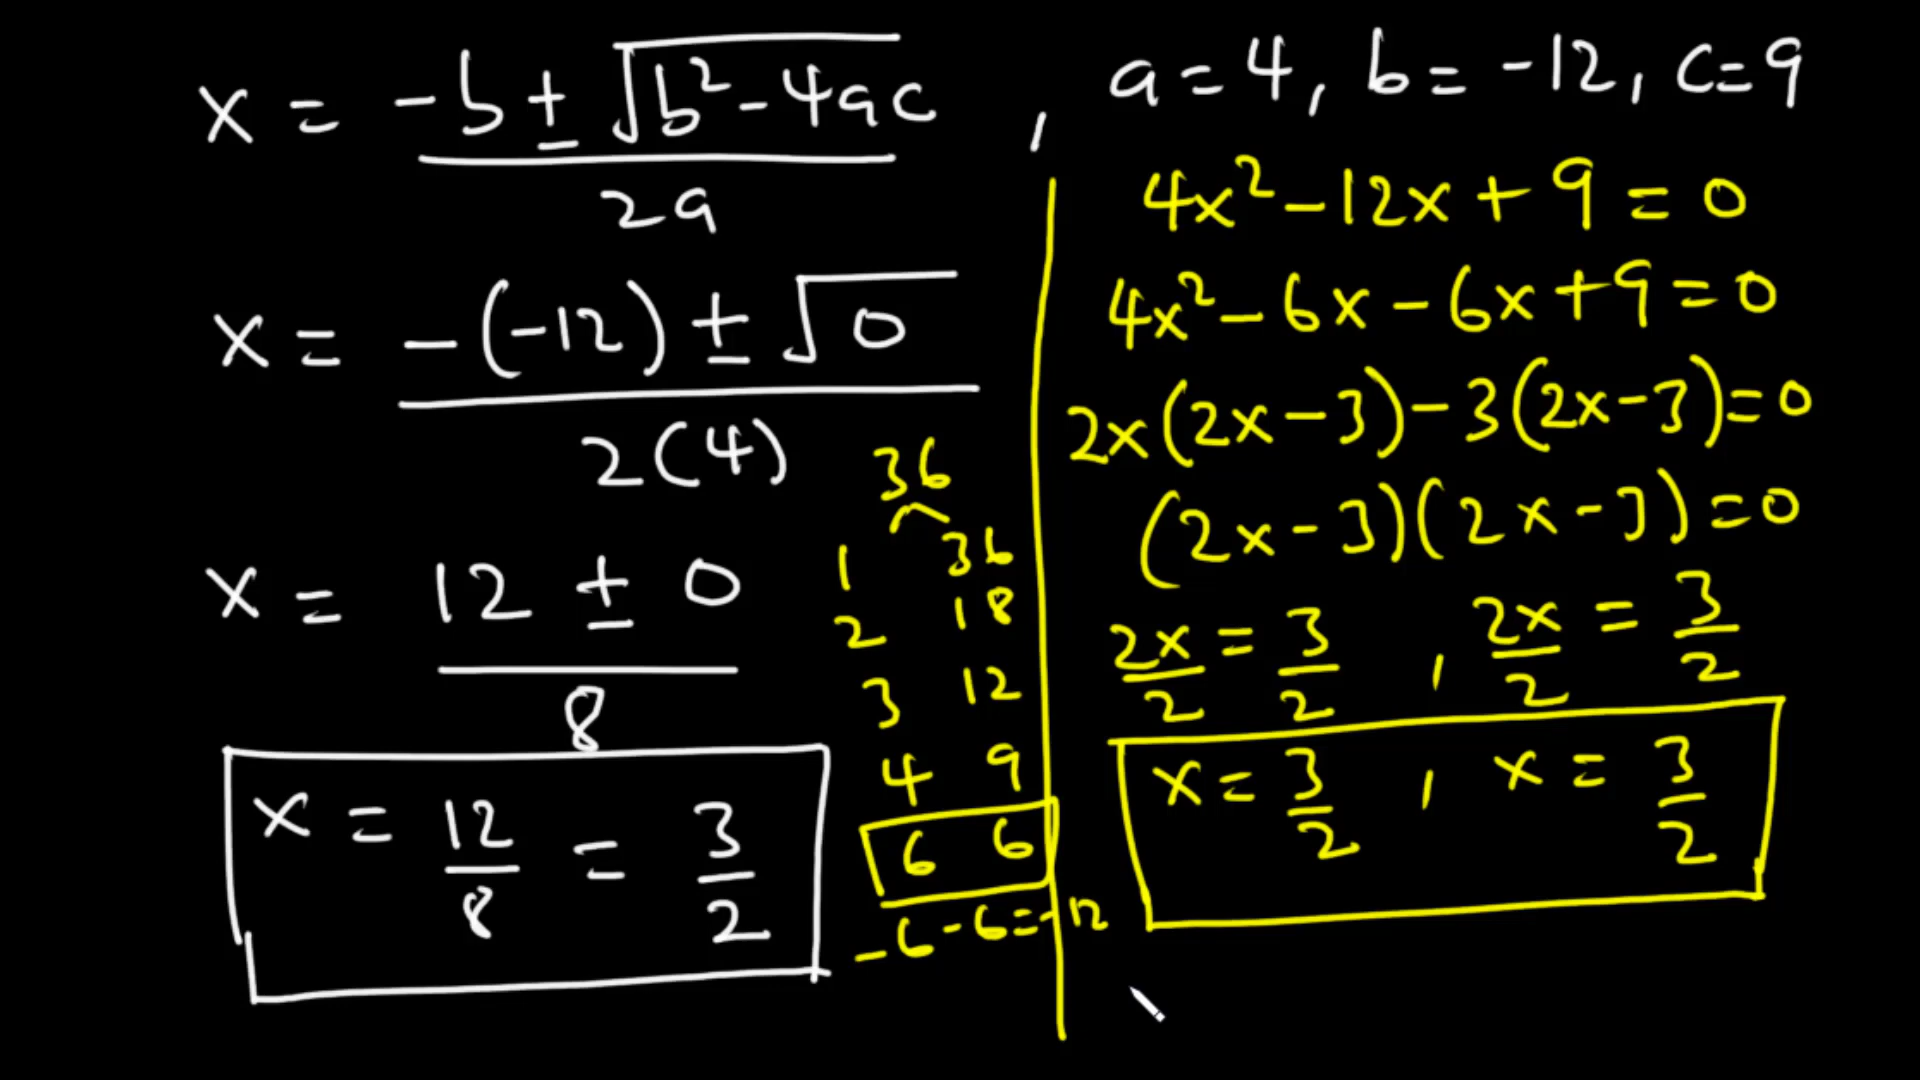 x = -b ± √b² - 4ac / 2a , a = 4, b = -12, c = 9
x = -(-12) ± √0 / 2(4)
x = 12 ± 0 / 8
x = 12/8 = 3/2
36
1 36
2 18
3 12
4 9
6 6
-6 - 6 = -12
4x² - 12x + 9 = 0
4x² - 6x - 6x + 9 = 0
2x(2x - 3) - 3(2x - 3) = 0
(2x - 3)(2x - 3) = 0
2x/2 = 3/2 , 2x/2 = 3/2
x = 3/2 , x = 3/2